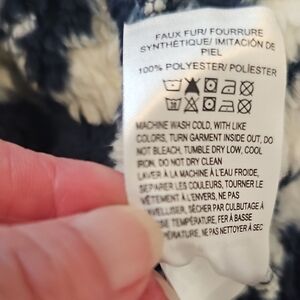 FAUX FUR/ FOURRURE
SYNTHÉTIQUE/ IMITACIÓN DE
PIEL
100% POLYESTER/ POLIÉSTER
MACHINE WASH COLD, WITH LIKE
COLORS, TURN GARMENT INSIDE OUT, DO
NOT BLEACH, TUMBLE DRY LOW, COOL
IRON, DO NOT DRY CLEAN
LAVER À LA MACHINE À L'EAU FROIDE,
SÉPARER LES COULEURS, TOURNER LE
VÊTEMENT À L'ENVERS, NE PAS
SÉCHER PAR CULBUTAGE À
TEMPÉRATURE, FER À BASSE
NE PAS NETTOYER À SEC